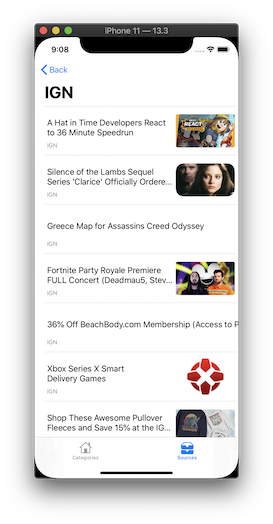 iPhone 11 — 13.3
9:08
Back
IGN
A Hat in Time Developers React
to 36 Minute Speedrun
REACT
IGN
Silence of the Lambs Sequel
Series 'Clarice' Officially Ordere...
IGN
Greece Map for Assassins Creed Odyssey
IGN
Fortnite Party Royale Premiere
FULL Concert (Deadmau5, Stev...
IGN
36% Off BeachBody.com Membership (Access to P
IGN
Xbox Series X Smart
Delivery Games
IGN
Shop These Awesome Pullover
Fleeces and Save 15% at the IG...
Categories
Sources